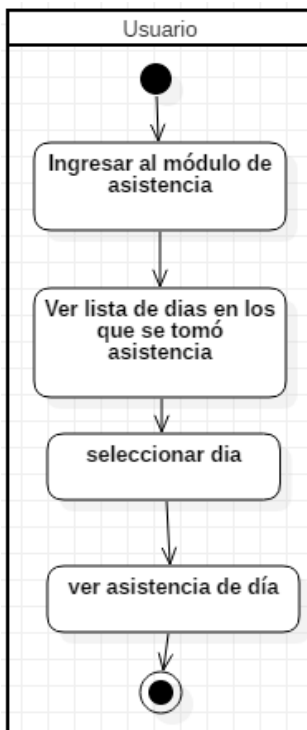 Usuario
Ingresar al módulo de
asistencia
Ver lista de dias en los
que se tomó
asistencia
seleccionar dia
ver asistencia de día